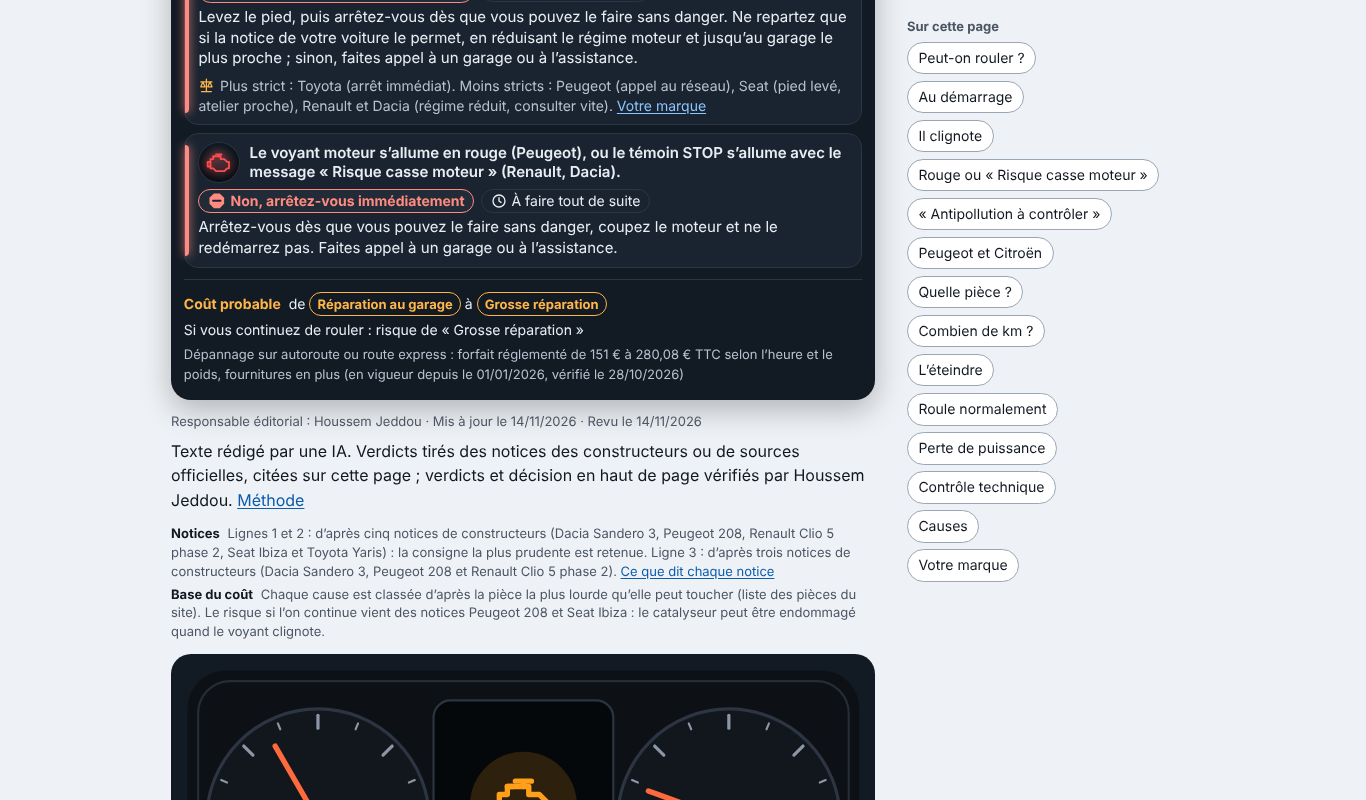 Levez le pied, puis arrêtez-vous dès que vous pouvez le faire sans danger. Ne repartez que
si la notice de votre voiture le permet, en réduisant le régime moteur et jusqu’au garage le
plus proche ; sinon, faites appel à un garage ou à l’assistance.
Plus strict : Toyota (arrêt immédiat). Moins stricts : Peugeot (appel au réseau), Seat (pied levé,
atelier proche), Renault et Dacia (régime réduit, consulter vite). Votre marque
Le voyant moteur s’allume en rouge (Peugeot), ou le témoin STOP s’allume avec le
message « Risque casse moteur » (Renault, Dacia).
Non, arrêtez-vous immédiatement
À faire tout de suite
Arrêtez-vous dès que vous pouvez le faire sans danger, coupez le moteur et ne le
redémarrez pas. Faites appel à un garage ou à l’assistance.
Coût probable de Réparation au garage à Grosse réparation
Si vous continuez de rouler : risque de « Grosse réparation »
Dépannage sur autoroute ou route express : forfait réglementé de 151 € à 280,08 € TTC selon l’heure et le
poids, fournitures en plus (en vigueur depuis le 01/01/2026, vérifié le 28/10/2026)
Responsable éditorial : Houssem Jeddou · Mis à jour le 14/11/2026 · Revu le 14/11/2026
Texte rédigé par une IA. Verdicts tirés des notices des constructeurs ou de sources
officielles, citées sur cette page ; verdicts et décision en haut de page vérifiés par Houssem
Jeddou. Méthode
Notices Lignes 1 et 2 : d’après cinq notices de constructeurs (Dacia Sandero 3, Peugeot 208, Renault Clio 5
phase 2, Seat Ibiza et Toyota Yaris) : la consigne la plus prudente est retenue. Ligne 3 : d’après trois notices de
constructeurs (Dacia Sandero 3, Peugeot 208 et Renault Clio 5 phase 2). Ce que dit chaque notice
Base du coût Chaque cause est classée d’après la pièce la plus lourde qu’elle peut toucher (liste des pièces du
site). Le risque si l’on continue vient des notices Peugeot 208 et Seat Ibiza : le catalyseur peut être endommagé
quand le voyant clignote.
Sur cette page
Peut-on rouler ?
Au démarrage
Il clignote
Rouge ou « Risque casse moteur »
« Antipollution à contrôler »
Peugeot et Citroën
Quelle pièce ?
Combien de km ?
L’éteindre
Roule normalement
Perte de puissance
Contrôle technique
Causes
Votre marque